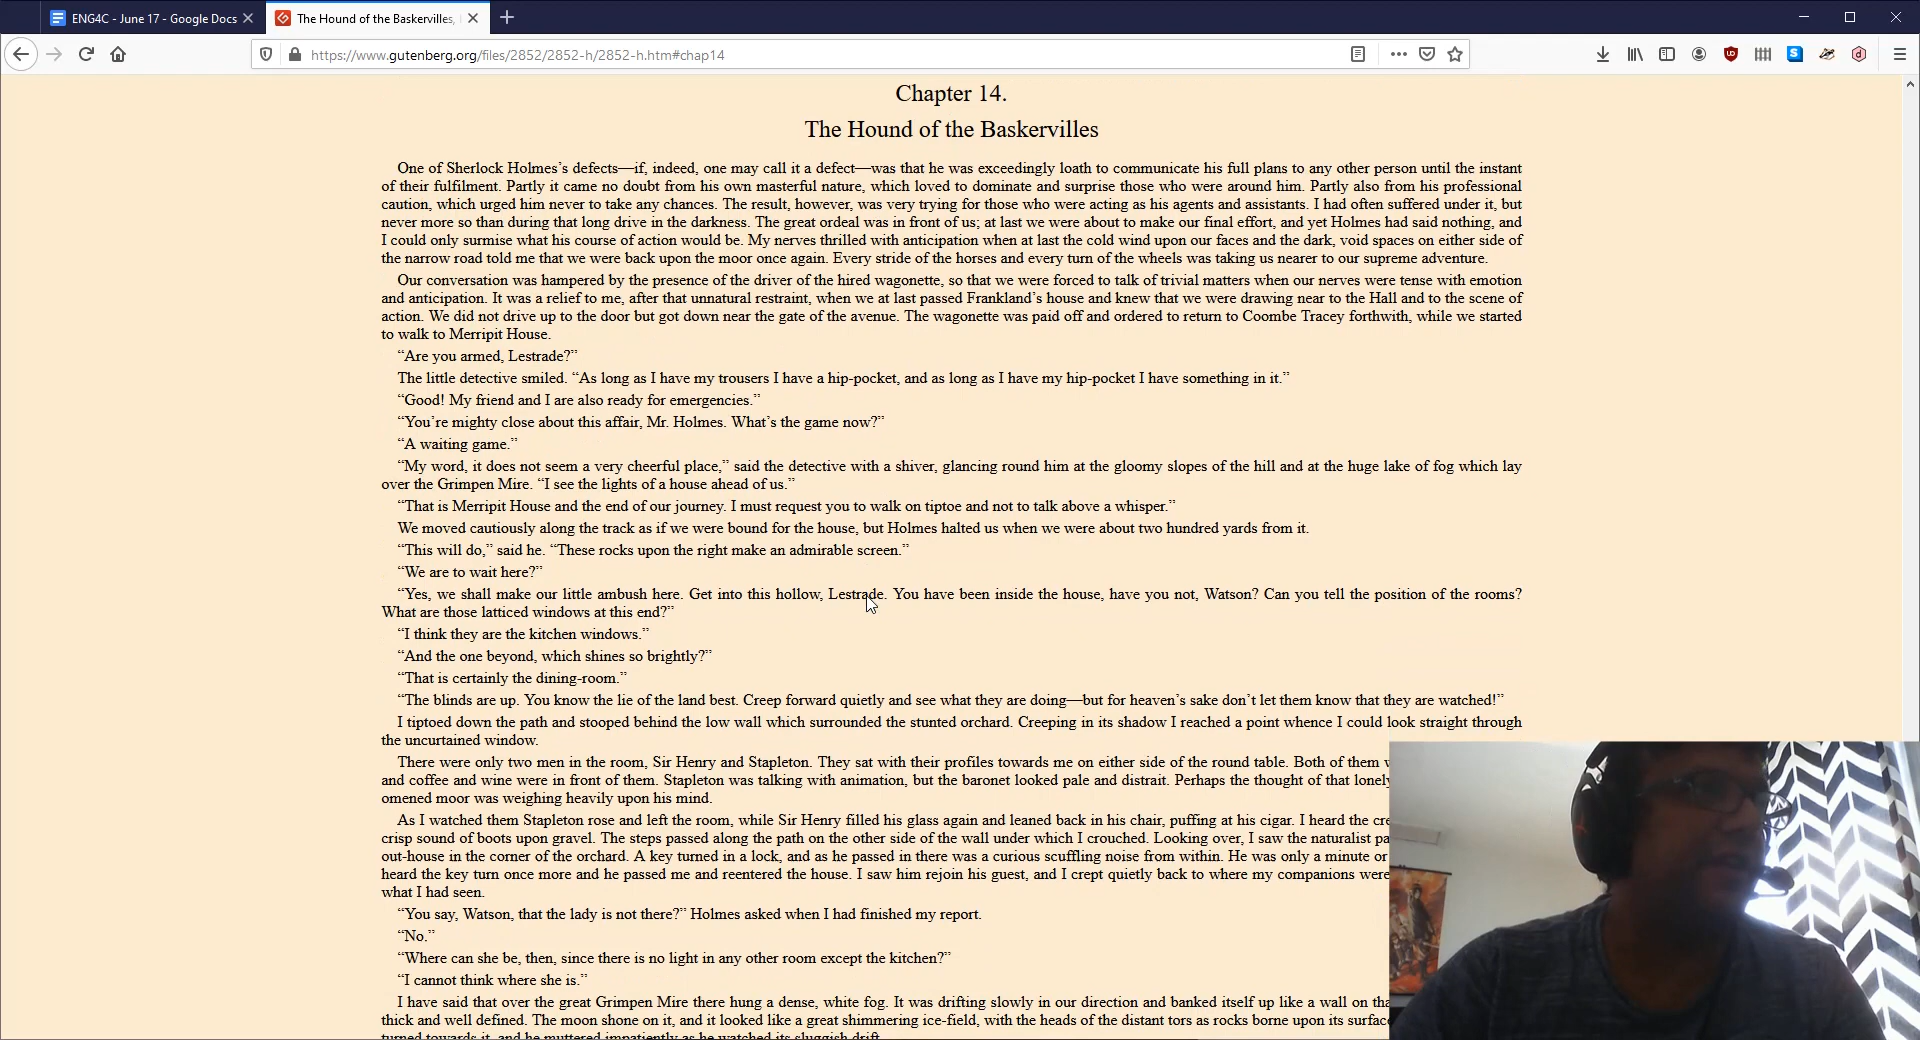 ENG4C - June 17 - Google Docs
The Hound of the Baskervilles,
https://www.gutenberg.org/files/2852/2852-h/2852-h.htm#chap14
Chapter 14.
The Hound of the Baskervilles
One of Sherlock Holmes’s defects—if, indeed, one may call it a defect—was that he was exceedingly loath to communicate his full plans to any other person until the instant
of their fulfilment. Partly it came no doubt from his own masterful nature, which loved to dominate and surprise those who were around him. Partly also from his professional
caution, which urged him never to take any chances. The result, however, was very trying for those who were acting as his agents and assistants. I had often suffered under it, but
never more so than during that long drive in the darkness. The great ordeal was in front of us; at last we were about to make our final effort, and yet Holmes had said nothing, and
I could only surmise what his course of action would be. My nerves thrilled with anticipation when at last the cold wind upon our faces and the dark, void spaces on either side of
the narrow road told me that we were back upon the moor once again. Every stride of the horses and every turn of the wheels was taking us nearer to our supreme adventure.
Our conversation was hampered by the presence of the driver of the hired wagonette, so that we were forced to talk of trivial matters when our nerves were tense with emotion
and anticipation. It was a relief to me, after that unnatural restraint, when we at last passed Frankland’s house and knew that we were drawing near to the Hall and to the scene of
action. We did not drive up to the door but got down near the gate of the avenue. The wagonette was paid off and ordered to return to Coombe Tracey forthwith, while we started
to walk to Merripit House.
“Are you armed, Lestrade?”
The little detective smiled. “As long as I have my trousers I have a hip-pocket, and as long as I have my hip-pocket I have something in it.”
“Good! My friend and I are also ready for emergencies.”
“You’re mighty close about this affair, Mr. Holmes. What’s the game now?”
“A waiting game.”
“My word, it does not seem a very cheerful place,” said the detective with a shiver, glancing round him at the gloomy slopes of the hill and at the huge lake of fog which lay
over the Grimpen Mire. “I see the lights of a house ahead of us.”
“That is Merripit House and the end of our journey. I must request you to walk on tiptoe and not to talk above a whisper.”
We moved cautiously along the track as if we were bound for the house, but Holmes halted us when we were about two hundred yards from it.
“This will do,” said he. “These rocks upon the right make an admirable screen.”
“We are to wait here?”
“Yes, we shall make our little ambush here. Get into this hollow, Lestrade. You have been inside the house, have you not, Watson? Can you tell the position of the rooms?
What are those latticed windows at this end?”
“I think they are the kitchen windows.”
“And the one beyond, which shines so brightly?”
“That is certainly the dining-room.”
“The blinds are up. You know the lie of the land best. Creep forward quietly and see what they are doing—but for heaven’s sake don’t let them know that they are watched!”
I tiptoed down the path and stooped behind the low wall which surrounded the stunted orchard. Creeping in its shadow I reached a point whence I could look straight through
the uncurtained window.
There were only two men in the room, Sir Henry and Stapleton. They sat with their profiles towards me on either side of the round table. Both of them
and coffee and wine were in front of them. Stapleton was talking with animation, but the baronet looked pale and distrait. Perhaps the thought of that lonely
omened moor was weighing heavily upon his mind.
As I watched them Stapleton rose and left the room, while Sir Henry filled his glass again and leaned back in his chair, puffing at his cigar. I heard the
crisp sound of boots upon gravel. The steps passed along the path on the other side of the wall under which I crouched. Looking over, I saw the naturalist
out-house in the corner of the orchard. A key turned in a lock, and as he passed in there was a curious scuffling noise from within. He was only a minute or
heard the key turn once more and he passed me and reentered the house. I saw him rejoin his guest, and I crept quietly back to where my companions were
what I had seen.
“You say, Watson, that the lady is not there?” Holmes asked when I had finished my report.
“No.”
“Where can she be, then, since there is no light in any other room except the kitchen?”
“I cannot think where she is.”
I have said that over the great Grimpen Mire there hung a dense, white fog. It was drifting slowly in our direction and banked itself up like a wall on
thick and well defined. The moon shone on it, and it looked like a great shimmering ice-field, with the heads of the distant tors as rocks borne upon its
turned towards it, and he muttered impatiently as he watched its sluggish drift.